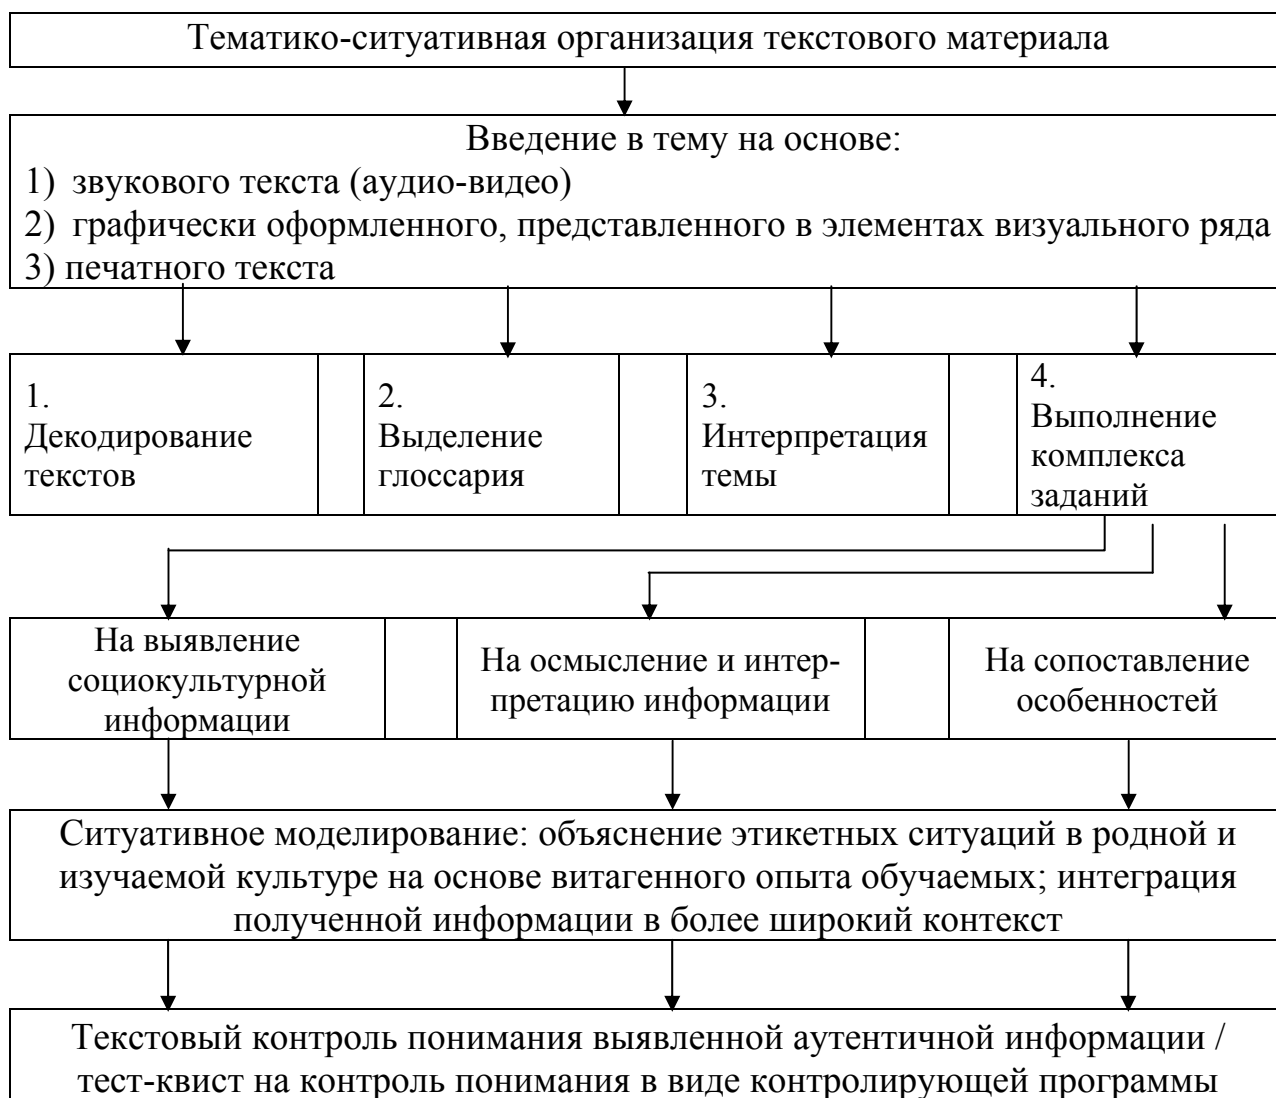 Тематико-ситуативная организация текстового материала
Введение в тему на основе:
1) звукового текста (аудио-видео)
2) графически оформленного, представленного в элементах визуального ряда
3) печатного текста
1.
Декодирование
текстов
2.
Выделение
глоссария
3.
Интерпретация
темы
4.
Выполнение
комплекса
заданий
На выявление
социокультурной
информации
На осмысление и интер-
претацию информации
На сопоставление
особенностей
Ситуативное моделирование: объяснение этикетных ситуаций в родной и
изучаемой культуре на основе витагенного опыта обучаемых; интеграция
полученной информации в более широкий контекст
Текстовый контроль понимания выявленной аутентичной информации /
тест-квист на контроль понимания в виде контролирующей программы